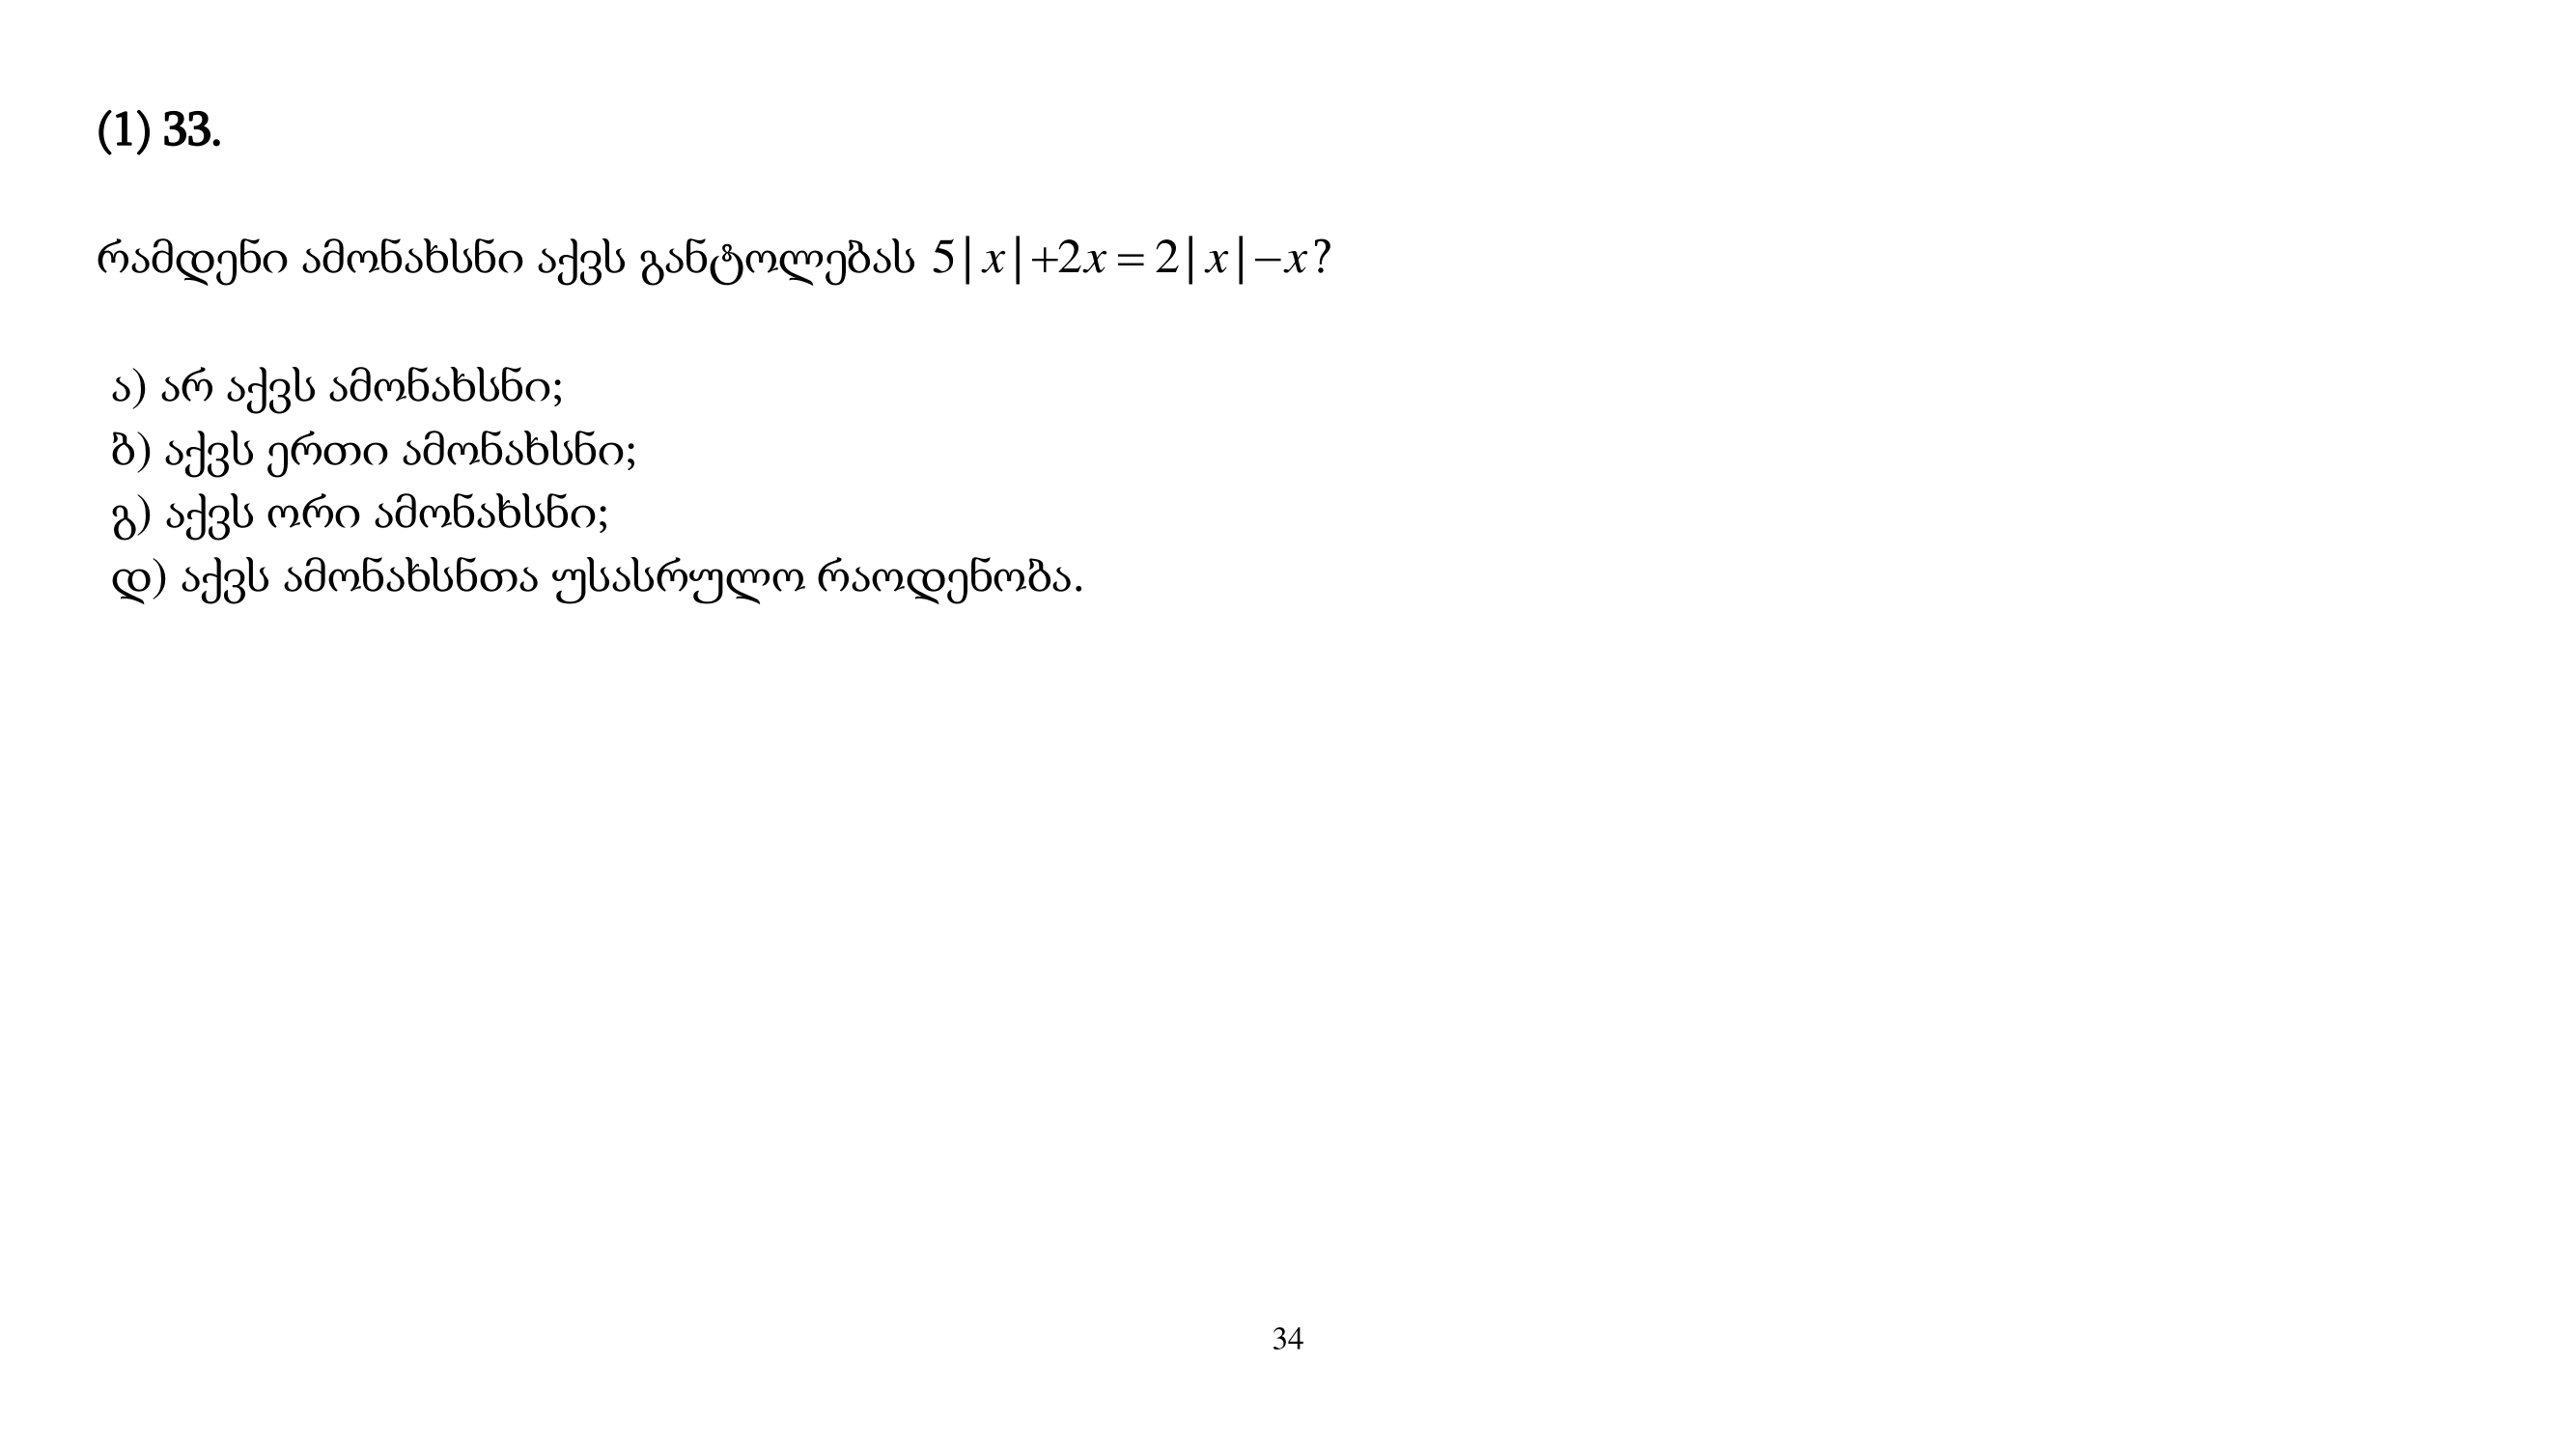 (1) 33.
რამდენი ამონახსნი აქვს განტოლებას 5|x|+2x=2|x|−x?
ა) არ აქვს ამონახსნი;
ბ) აქვს ერთი ამონახსნი;
გ) აქვს ორი ამონახსნი;
დ) აქვს ამონახსნთა უსასრულო რაოდენობა.
34